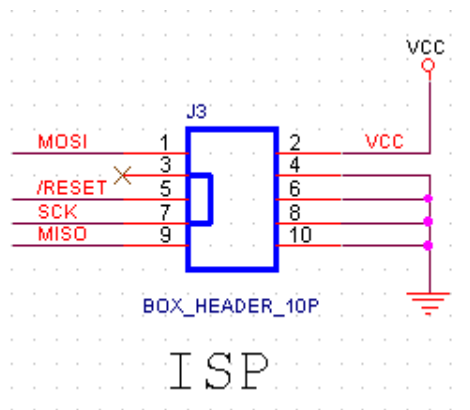 VCC
J3
MOSI 1 2 VCC
3 4
/RESET 5 6
SCK 7 8
MISO 9 10
BOX_HEADER_10P
ISP